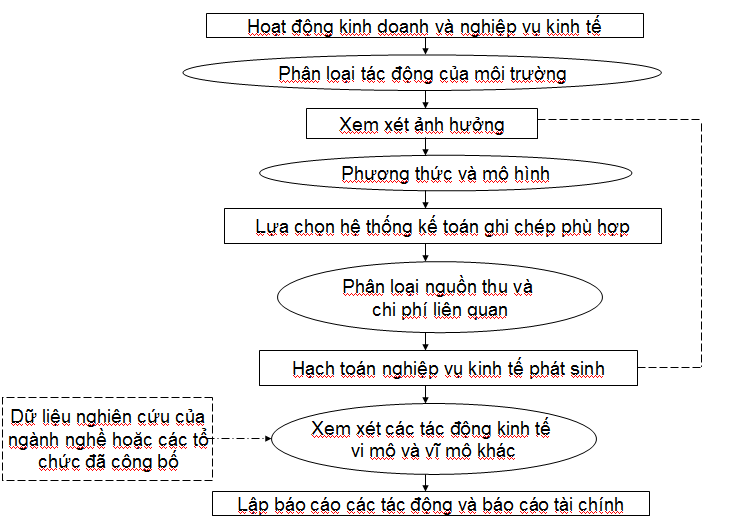 Hoạt động kinh doanh và nghiệp vụ kinh tế
Phân loại tác động của môi trường
Xem xét ảnh hưởng
Phương thức và mô hình
Lựa chọn hệ thống kế toán ghi chép phù hợp
Phân loại nguồn thu và
chi phí liên quan
Hạch toán nghiệp vụ kinh tế phát sinh
Dữ liệu nghiên cứu của
ngành nghề hoặc các tổ
chức đã công bố
Xem xét các tác động kinh tế
vi mô và vĩ mô khác
Lập báo cáo các tác động và báo cáo tài chính